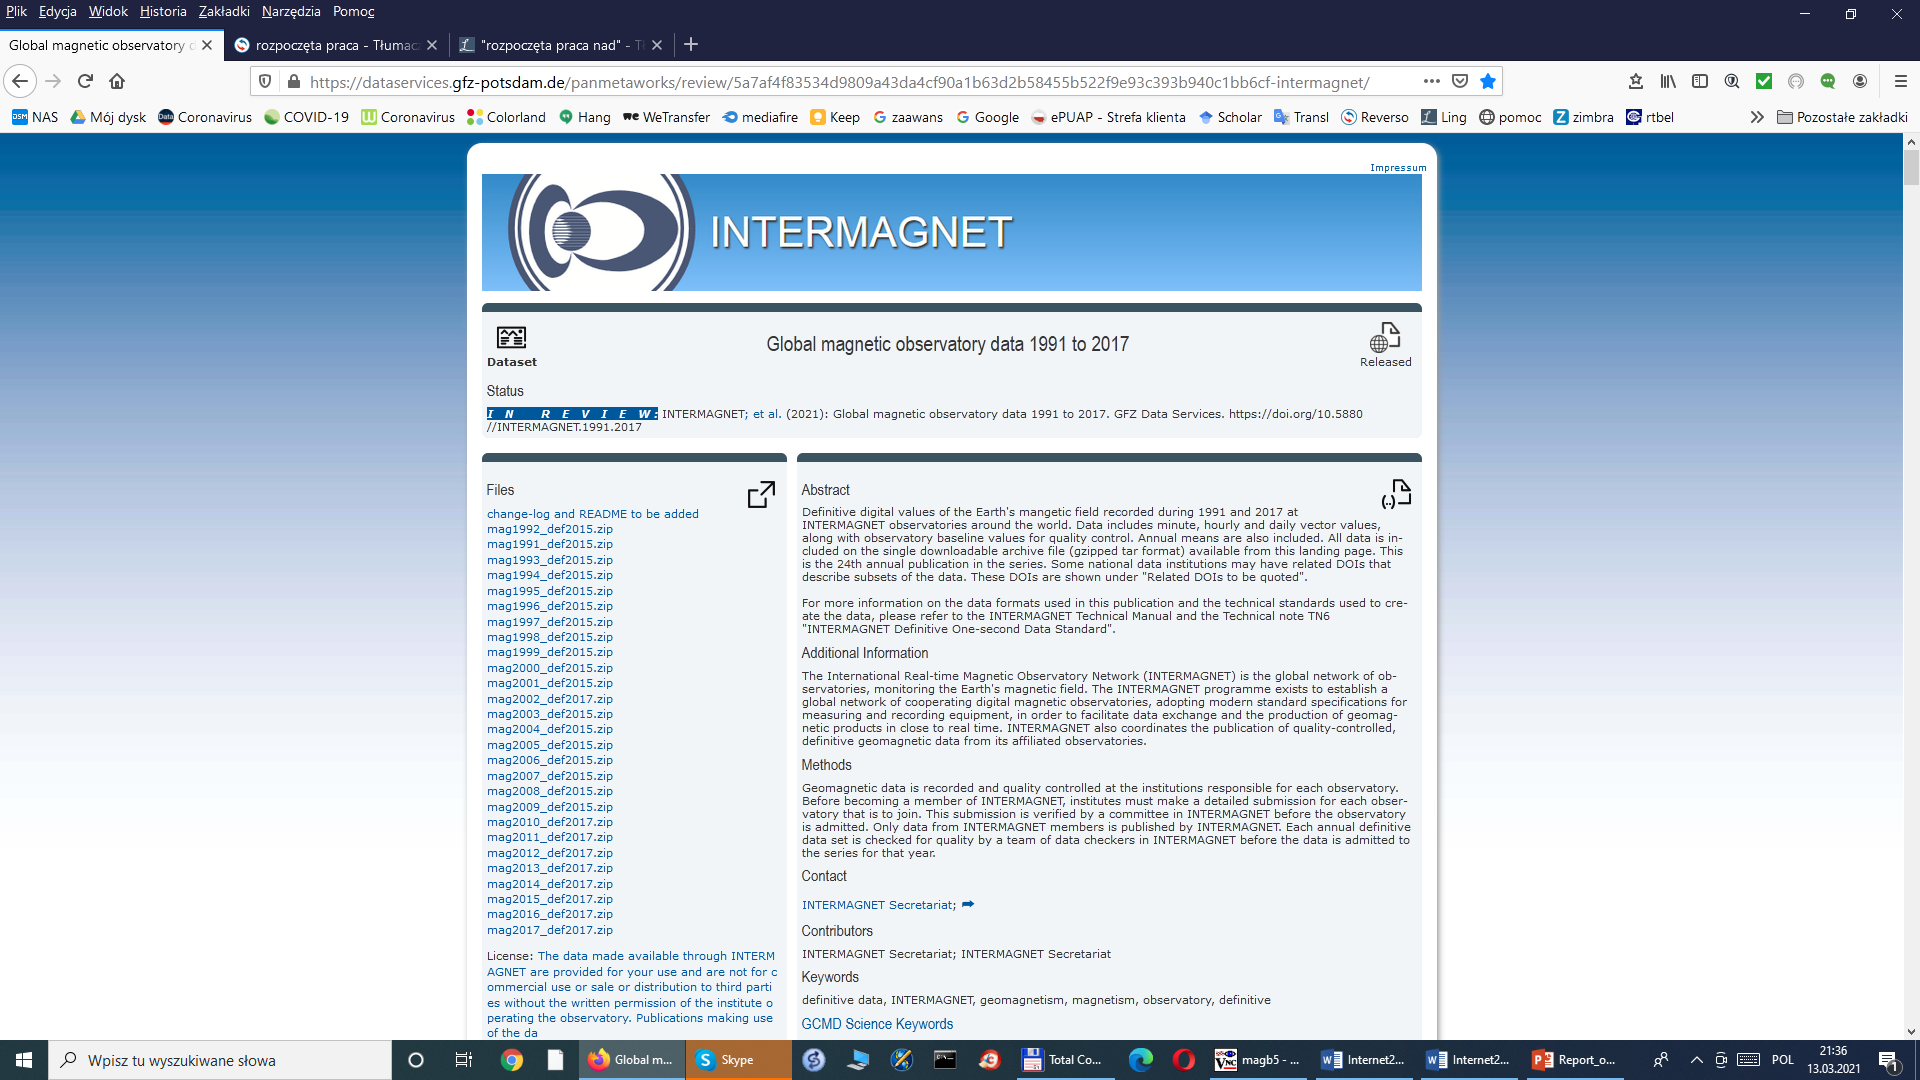 Plik Edycja Widok Historia Zakładki Narzędzia Pomoc
Global magnetic observatory d
rozpoczęta praca - Tłumac
"rozpoczęta praca nad" - T
https://dataservices.gfz-potsdam.de/panmetaworks/review/5a7af4f83534d9809a43da4cf90a1b63d2b58455b522f9e93c393b940c1bb6cf-intermagnet/
NAS Mój dysk Coronavirus COVID-19 Coronavirus Colorland Hang WeTransfer mediafire Keep zaawans Google ePUAP - Strefa klienta Scholar Transl Reverso Ling pomoc zimbra rtbel Pozostałe zakładki
Impressum
INTERMAGNET
Dataset
Global magnetic observatory data 1991 to 2017
Released
Status
IN REVIEW: INTERMAGNET; et al. (2021): Global magnetic observatory data 1991 to 2017. GFZ Data Services. https://doi.org/10.5880
//INTERMAGNET.1991.2017
Files
change-log and README to be added
mag1992_def2015.zip
mag1991_def2015.zip
mag1993_def2015.zip
mag1994_def2015.zip
mag1995_def2015.zip
mag1996_def2015.zip
mag1997_def2015.zip
mag1998_def2015.zip
mag1999_def2015.zip
mag2000_def2015.zip
mag2001_def2015.zip
mag2002_def2017.zip
mag2003_def2015.zip
mag2004_def2015.zip
mag2005_def2015.zip
mag2006_def2015.zip
mag2007_def2015.zip
mag2008_def2015.zip
mag2009_def2015.zip
mag2010_def2017.zip
mag2011_def2017.zip
mag2012_def2017.zip
mag2013_def2017.zip
mag2014_def2017.zip
mag2015_def2017.zip
mag2016_def2017.zip
mag2017_def2017.zip
License: The data made available through INTERM
AGNET are provided for your use and are not for c
ommercial use or sale or distribution to third parti
es without the written permission of the institute o
perating the observatory. Publications making use
of the da
Abstract
Definitive digital values of the Earth's mangetic field recorded during 1991 and 2017 at
INTERMAGNET observatories around the world. Data includes minute, hourly and daily vector values,
along with observatory baseline values for quality control. Annual means are also included. All data is in-
cluded on the single downloadable archive file (gzipped tar format) available from this landing page. This
is the 24th annual publication in the series. Some national data institutions may have related DOIs that
describe subsets of the data. These DOIs are shown under "Related DOIs to be quoted".
For more information on the data formats used in this publication and the technical standards used to cre-
ate the data, please refer to the INTERMAGNET Technical Manual and the Technical note TN6
"INTERMAGNET Definitive One-second Data Standard".
Additional Information
The International Real-time Magnetic Observatory Network (INTERMAGNET) is the global network of ob-
servatories, monitoring the Earth's magnetic field. The INTERMAGNET programme exists to establish a
global network of cooperating digital magnetic observatories, adopting modern standard specifications for
measuring and recording equipment, in order to facilitate data exchange and the production of geomag-
netic products in close to real time. INTERMAGNET also coordinates the publication of quality-controlled,
definitive geomagnetic data from its affiliated observatories.
Methods
Geomagnetic data is recorded and quality controlled at the institutions responsible for each observatory.
Before becoming a member of INTERMAGNET, institutes must make a detailed submission for each obser-
vatory that is to join. This submission is verified by a committee in INTERMAGNET before the observatory
is admitted. Only data from INTERMAGNET members is published by INTERMAGNET. Each annual definitive
data set is checked for quality by a team of data checkers in INTERMAGNET before the data is admitted to
the series for that year.
Contact
INTERMAGNET Secretariat;
Contributors
INTERMAGNET Secretariat; INTERMAGNET Secretariat
Keywords
definitive data, INTERMAGNET, geomagnetism, magnetism, observatory, definitive
GCMD Science Keywords
Wpisz tu wyszukiwane słowa
Global m... Skype Total Co... magb5 - ... Internet2... Internet2... Report_o... POL
21:36
13.03.2021